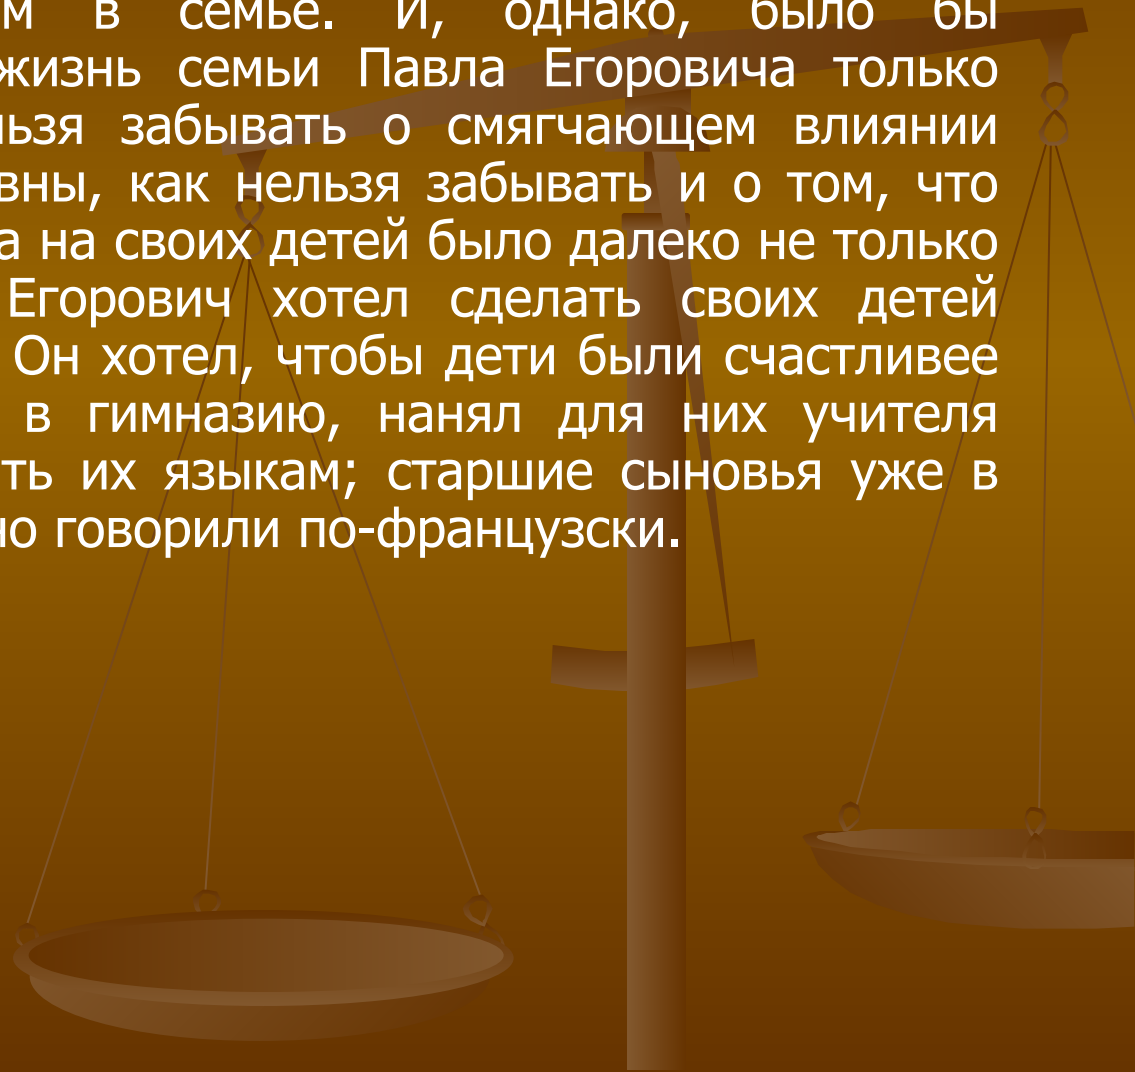 м в семье. И, однако, было бы
жизнь семьи Павла Егоровича только
льзя забывать о смягчающем влиянии
вны, как нельзя забывать и о том, что
а на своих детей было далеко не только
Егорович хотел сделать своих детей
Он хотел, чтобы дети были счастливее
в гимназию, нанял для них учителя
ть их языкам; старшие сыновья уже в
но говорили по-французски.